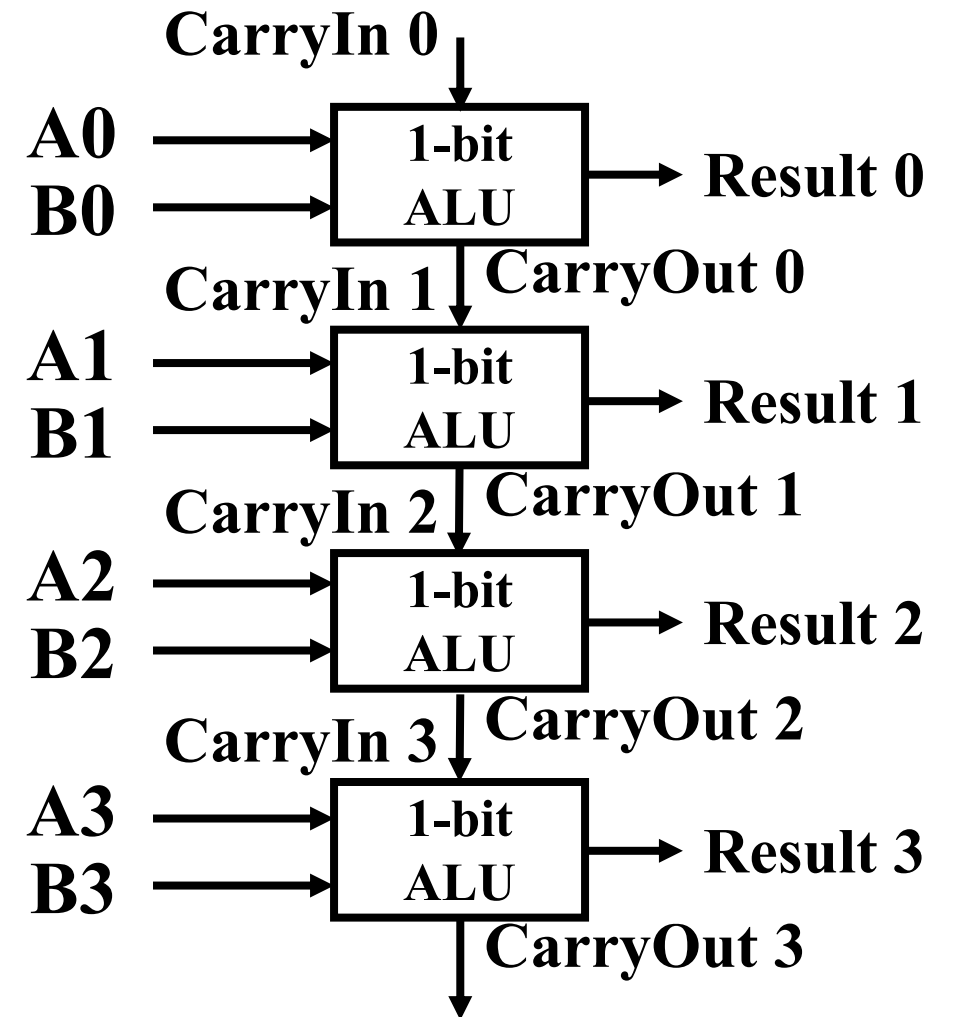 CarryIn 0
A0
B0
1-bit
ALU
Result 0
CarryOut 0
CarryIn 1
A1
B1
1-bit
ALU
Result 1
CarryOut 1
CarryIn 2
A2
B2
1-bit
ALU
Result 2
CarryOut 2
CarryIn 3
A3
B3
1-bit
ALU
Result 3
CarryOut 3